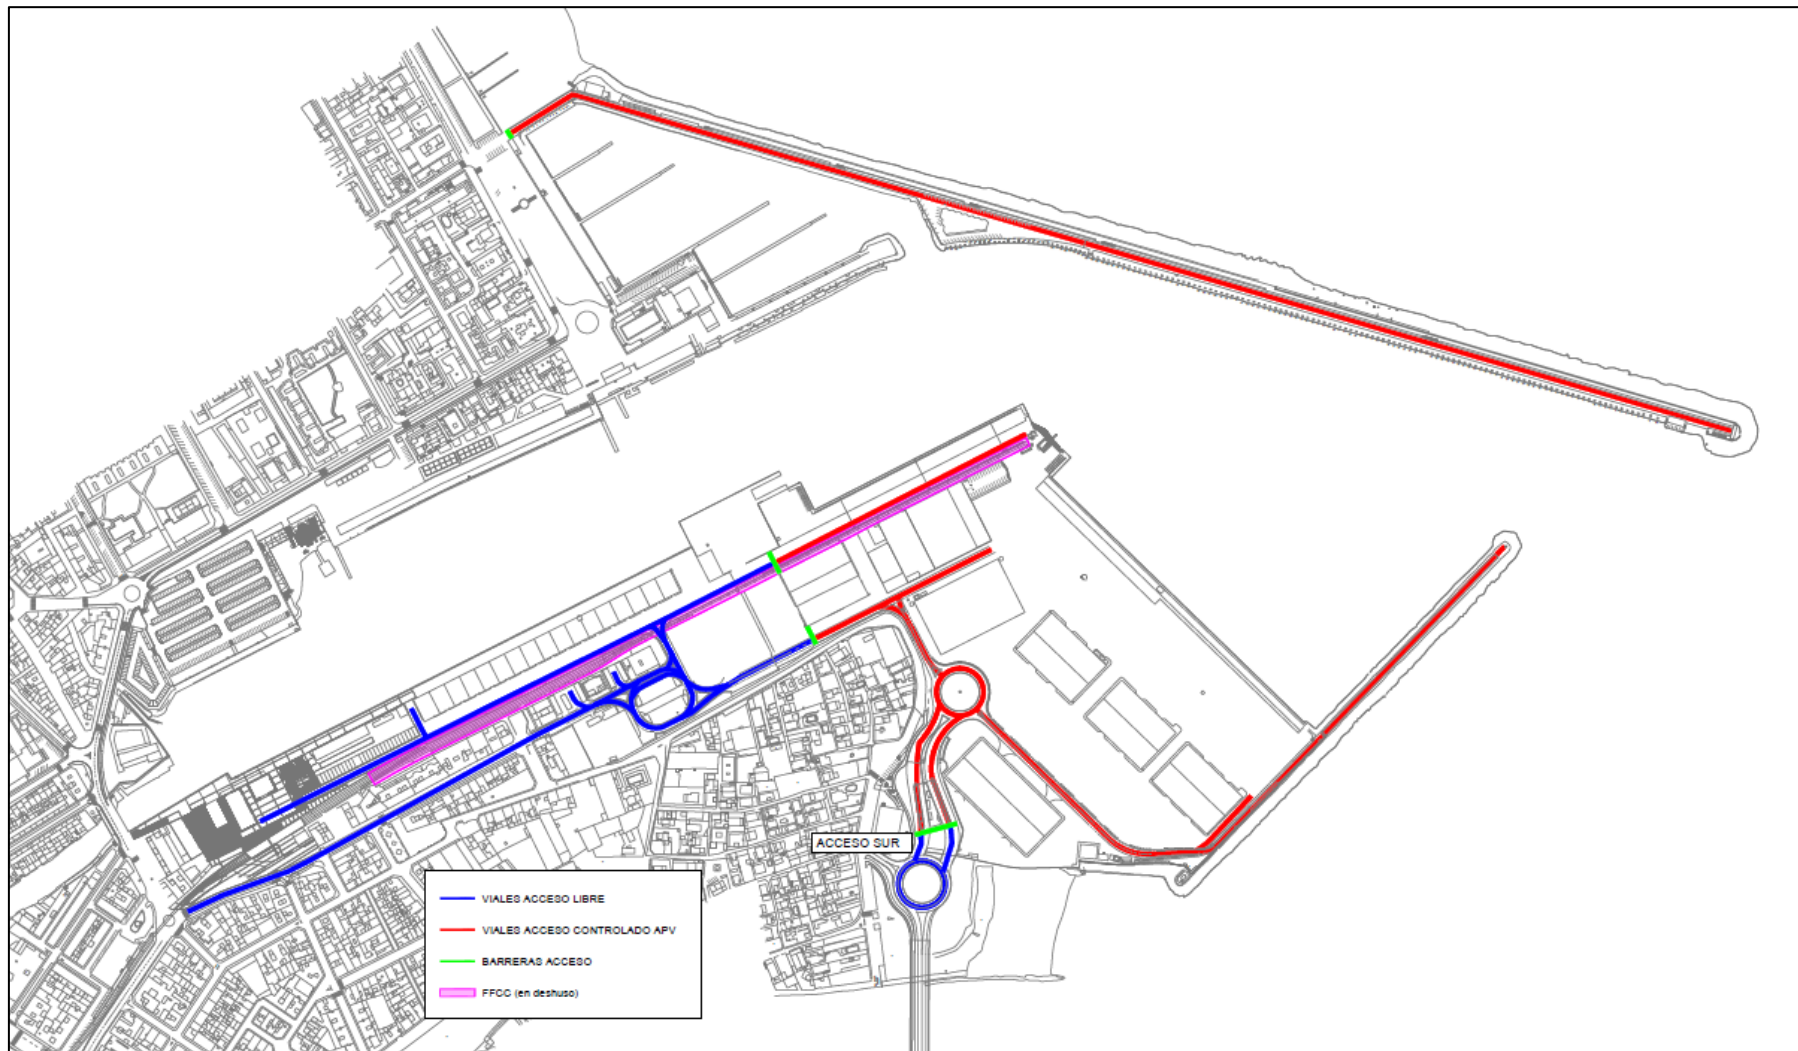 ACCESO SUR
VIALES ACCESO LIBRE
VIALES ACCESO CONTROLADO APV
BARRERAS ACCESO
FFCC (en deshuso)